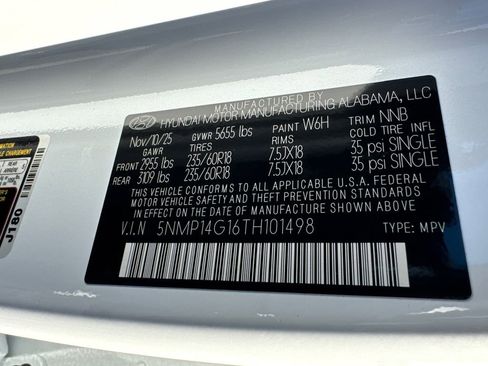 MANUFACTURED BY
HYUNDAI MOTOR MANUFACTURING ALABAMA, LLC
Nov/10/25 GVWR 5655 lbs PAINT W6H TRIM NNB
GAWR TIRES RIMS COLD TIRE INFL
FRONT 2955 lbs 235/60R18 7.5JX18 35 psi SINGLE
REAR 3109 lbs 235/60R18 7.5JX18 35 psi SINGLE
THIS VEHICLE CONFORMS TO ALL APPLICABLE U.S.A FEDERAL
MOTOR VEHICLE SAFETY AND THEFT PREVENTION STANDARDS
IN EFFECT ON THE DATE OF MANUFACTURE SHOWN ABOVE.
V.I.N 5NMP14G16TH101498 TYPE: MPV
J1180